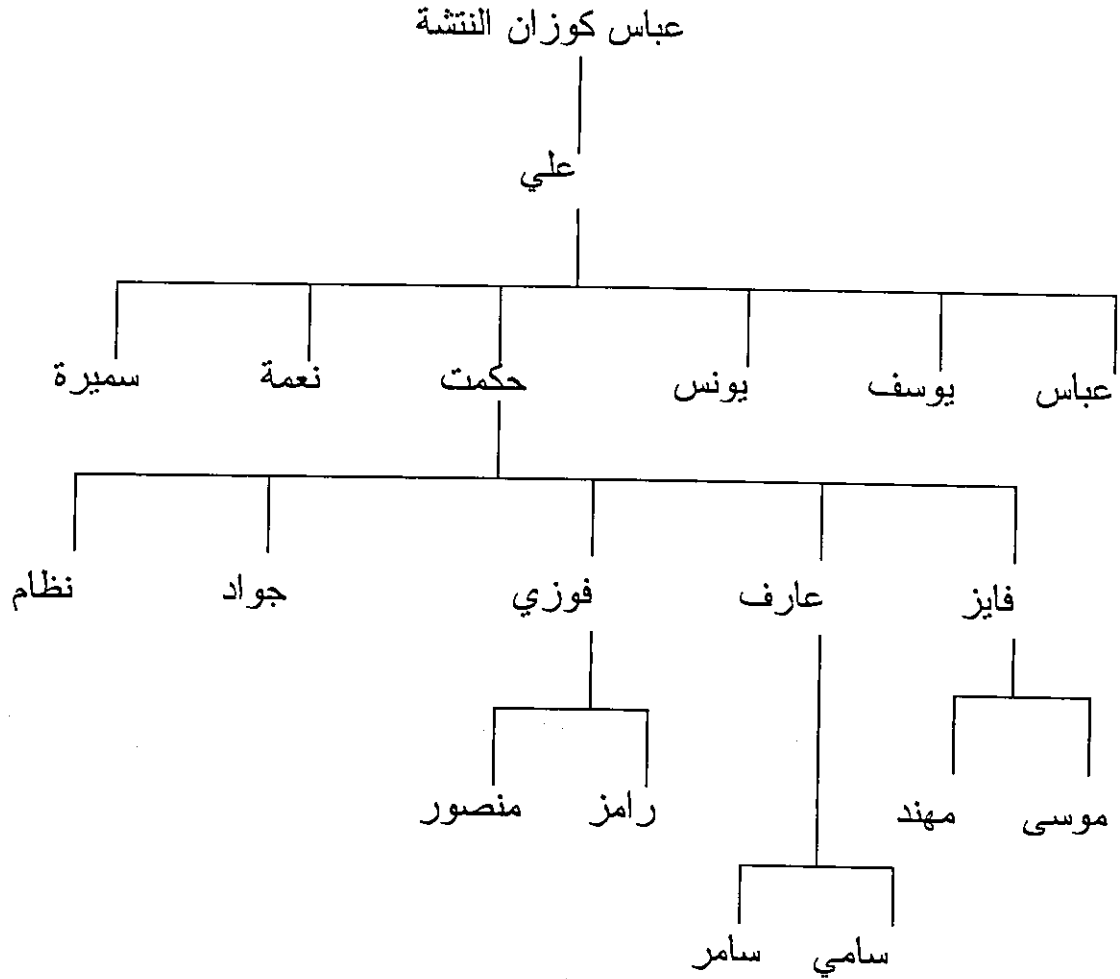 عباس كوزان النتشة
علي
عباس يوسف يونس حكمت نعمة سميرة
فايز عارف فوزي جواد نظام
موسى مهند رامز منصور
سامي سامر